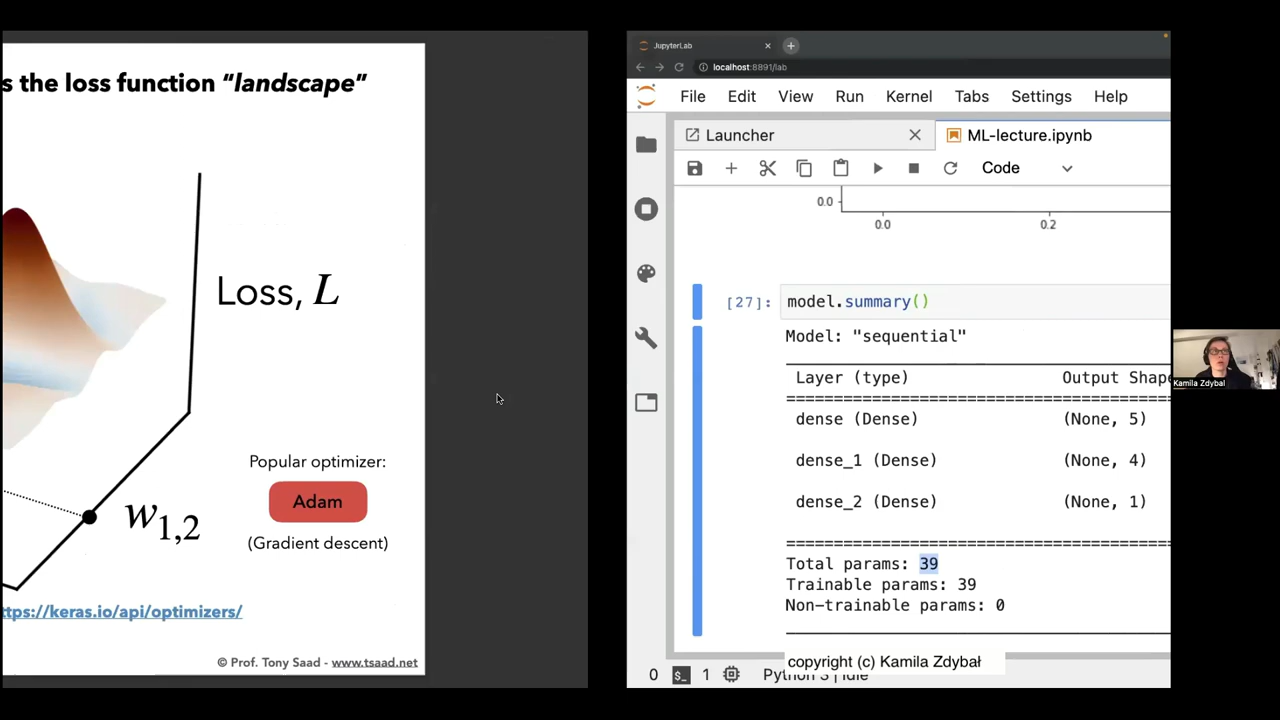 s the loss function "landscape"
Loss, L
Popular optimizer:
Adam
(Gradient descent)
w1,2
ttps://keras.io/api/optimizers/
© Prof. Tony Saad - www.tsaad.net
JupyterLab
localhost:8891/lab
File Edit View Run Kernel Tabs Settings Help
Launcher
ML-lecture.ipynb
Code
0.0
0.0 0.2
[27]: model.summary()
Model: "sequential"
Layer (type) Output Shape
dense (Dense) (None, 5)
dense_1 (Dense) (None, 4)
dense_2 (Dense) (None, 1)
Total params: 39
Trainable params: 39
Non-trainable params: 0
copyright (c) Kamila Zdybał
0 1 Python 3 | Idle
Kamila Zdybal